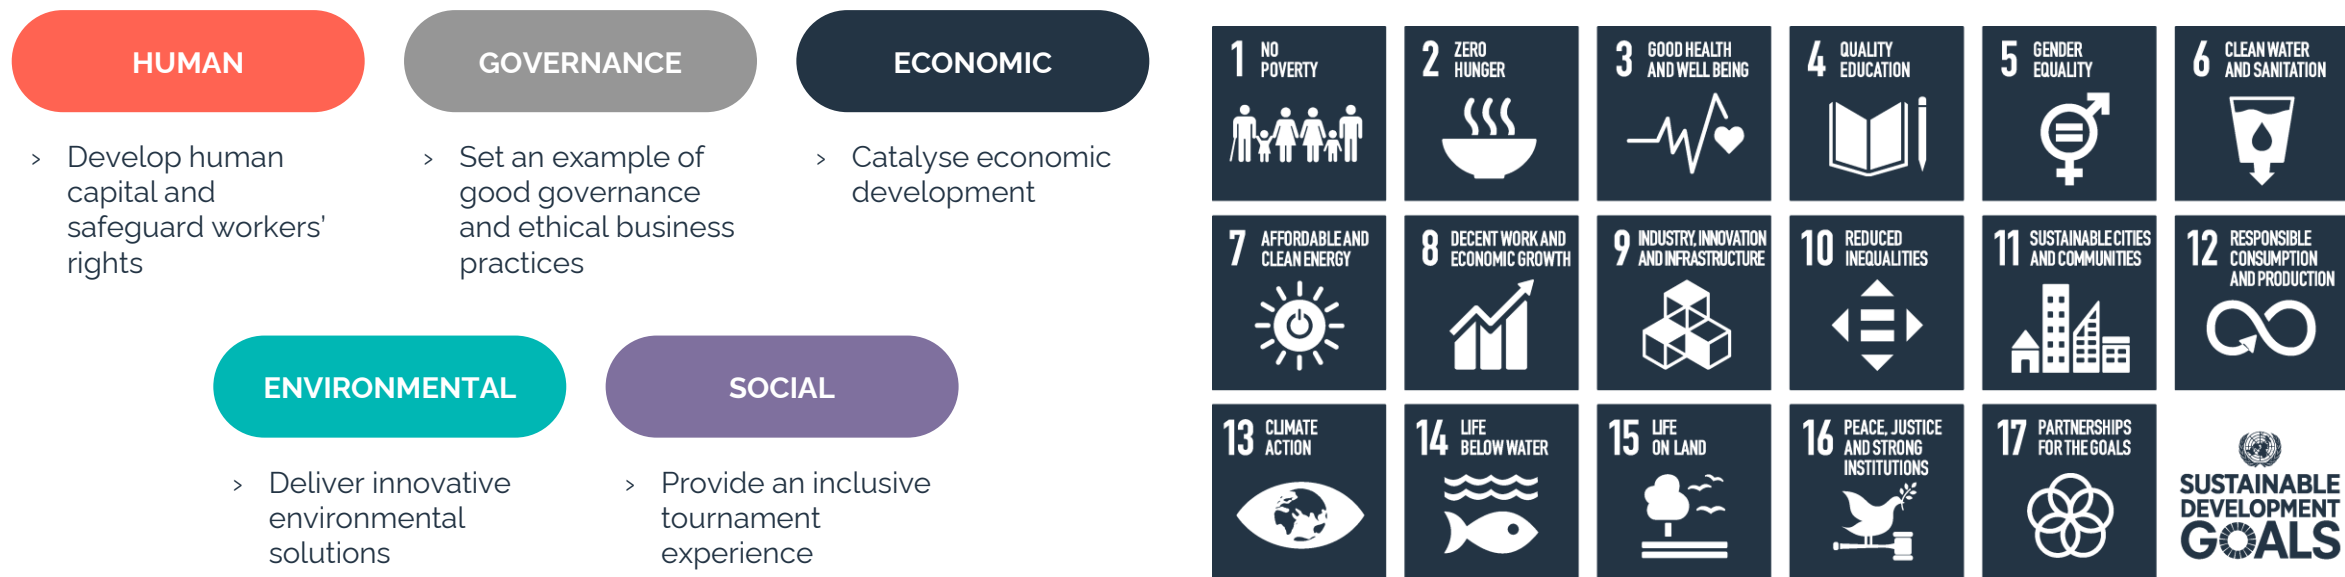 HUMAN
› Develop human
capital and
safeguard workers’
rights
GOVERNANCE
› Set an example of
good governance
and ethical business
practices
ECONOMIC
› Catalyse economic
development
ENVIRONMENTAL
› Deliver innovative
environmental
solutions
SOCIAL
› Provide an inclusive
tournament
experience
1 NO
POVERTY
2 ZERO
HUNGER
3 GOOD HEALTH
AND WELL BEING
4 QUALITY
EDUCATION
5 GENDER
EQUALITY
6 CLEAN WATER
AND SANITATION
7 AFFORDABLE AND
CLEAN ENERGY
8 DECENT WORK AND
ECONOMIC GROWTH
9 INDUSTRY, INNOVATION
AND INFRASTRUCTURE
10 REDUCED
INEQUALITIES
11 SUSTAINABLE CITIES
AND COMMUNITIES
12 RESPONSIBLE
CONSUMPTION
AND PRODUCTION
13 CLIMATE
ACTION
14 LIFE
BELOW WATER
15 LIFE
ON LAND
16 PEACE, JUSTICE
AND STRONG
INSTITUTIONS
17 PARTNERSHIPS
FOR THE GOALS
SUSTAINABLE
DEVELOPMENT
GOALS